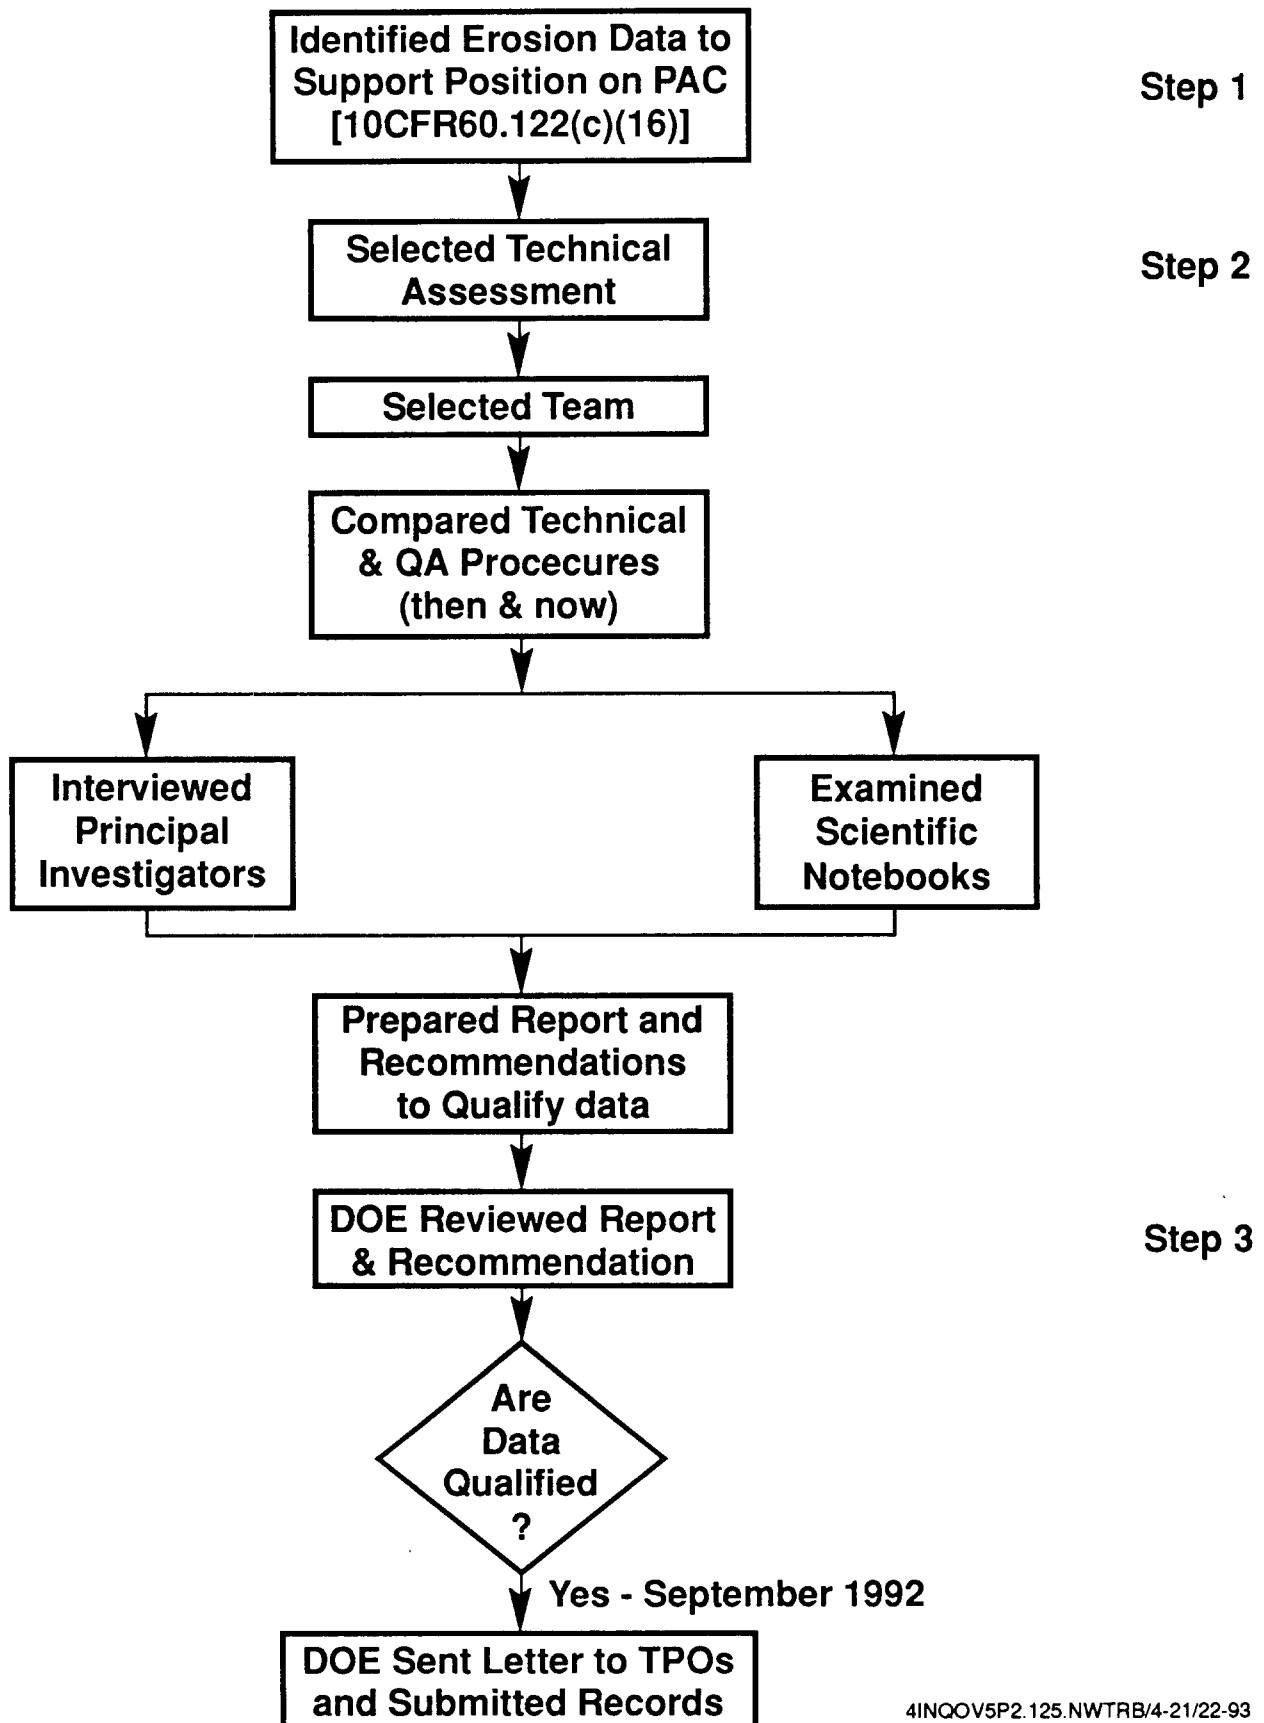 Identified Erosion Data to
Support Position on PAC
[10CFR60.122(c)(16)]
Step 1
Selected Technical
Assessment
Step 2
Selected Team
Compared Technical
& QA Procecures
(then & now)
Interviewed
Principal
Investigators
Examined
Scientific
Notebooks
Prepared Report and
Recommendations
to Qualify data
DOE Reviewed Report
& Recommendation
Step 3
Are
Data
Qualified
?
Yes - September 1992
DOE Sent Letter to TPOs
and Submitted Records
4INQOV5P2.125.NWTRB/4-21/22-93